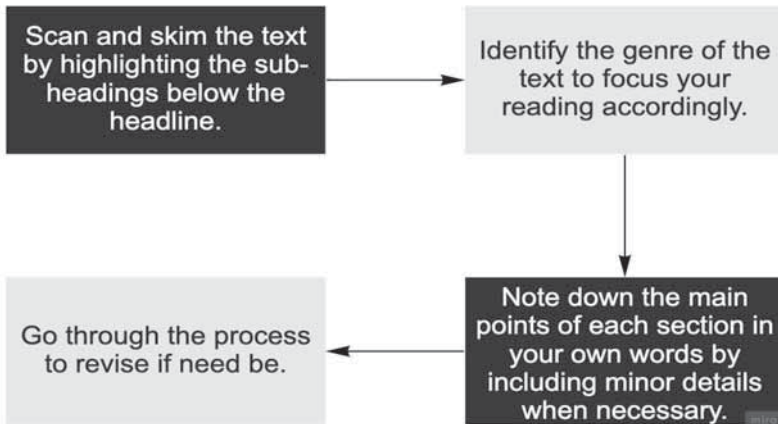 Scan and skim the text
by highlighting the sub-
headings below the
headline.
Identify the genre of the
text to focus your
reading accordingly.
Note down the main
points of each section in
your own words by
including minor details
when necessary.
Go through the process
to revise if need be.
miro